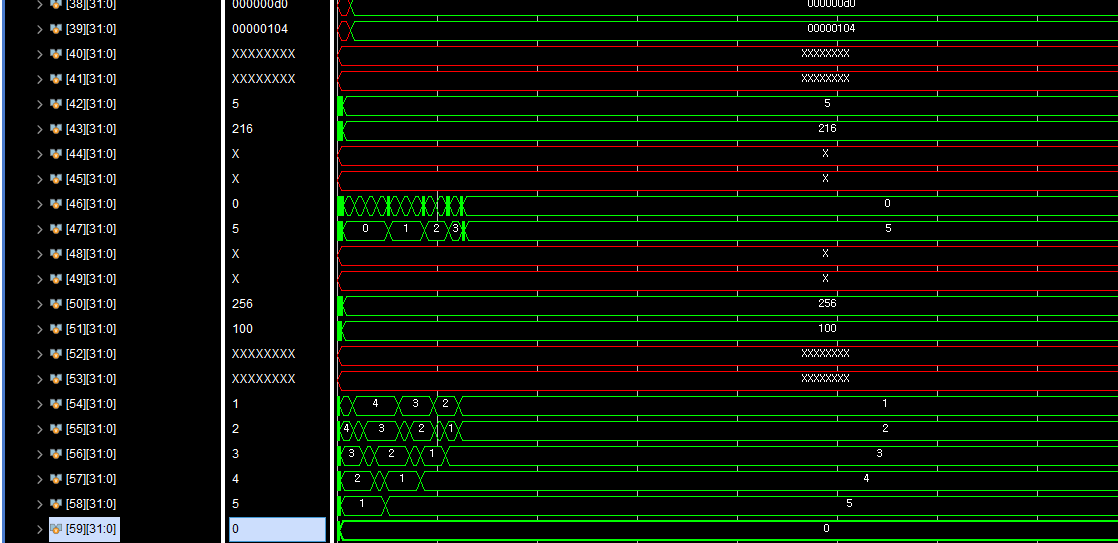 [38][31:0] 000000d0 000000d0
[39][31:0] 00000104 00000104
[40][31:0] XXXXXXXX XXXXXXXX
[41][31:0] XXXXXXXX XXXXXXXX
[42][31:0] 5 5
[43][31:0] 216 216
[44][31:0] X X
[45][31:0] X X
[46][31:0] 0 0
[47][31:0] 5 0 1 2 3 5
[48][31:0] X X
[49][31:0] X X
[50][31:0] 256 256
[51][31:0] 100 100
[52][31:0] XXXXXXXX XXXXXXXX
[53][31:0] XXXXXXXX XXXXXXXX
[54][31:0] 1 4 3 2 1
[55][31:0] 2 4 3 2 1 2
[56][31:0] 3 3 2 1 3
[57][31:0] 4 2 1 4
[58][31:0] 5 1 5
[59][31:0] 0 0